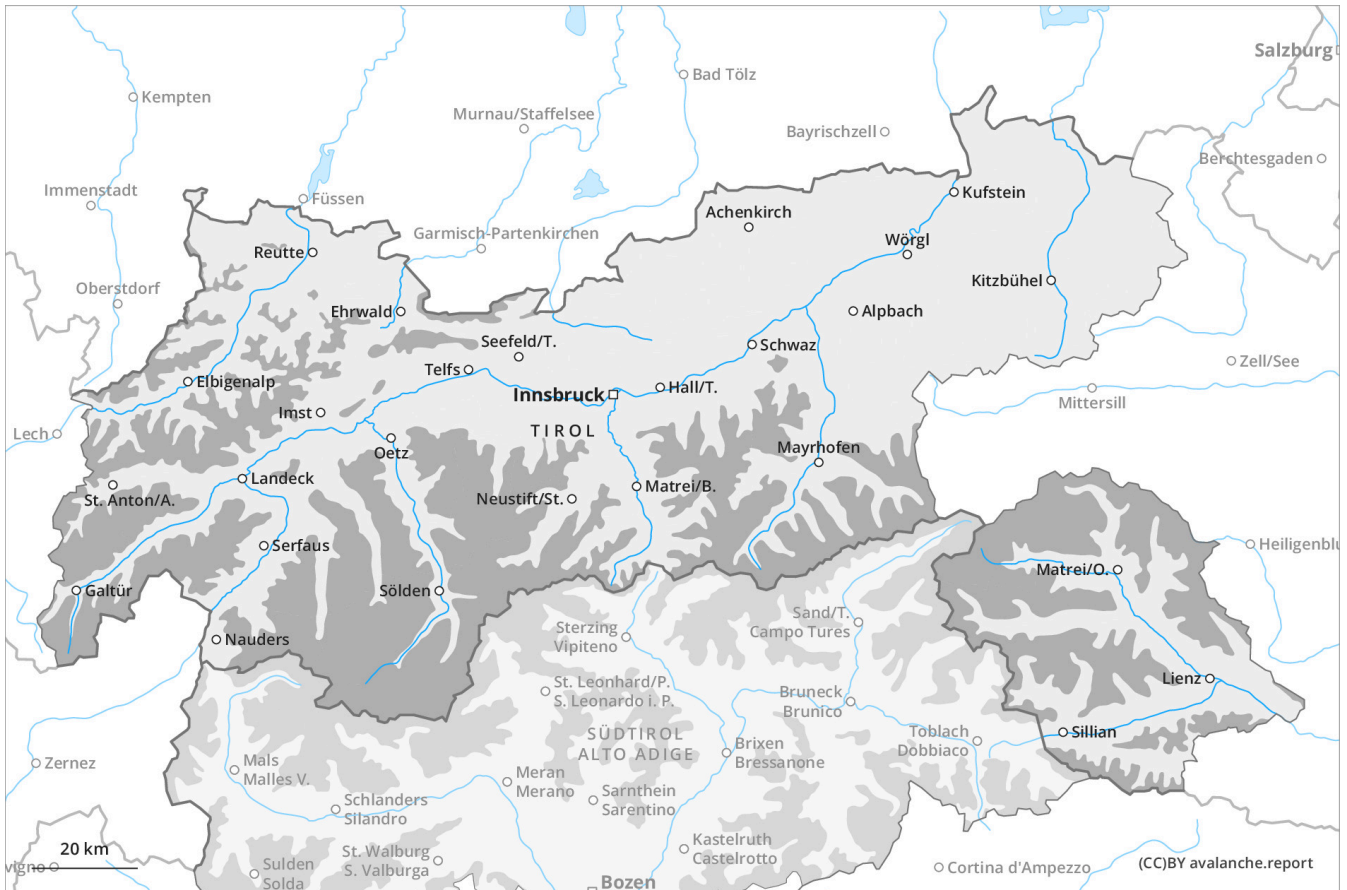 Salzburg
Bad Tölz
Kempten
Murnau/Staffelsee
Bayrischzell
Berchtesgaden
Immenstadt
Füssen
Kufstein
Achenkirch
Garmisch-Partenkirchen
Wörgl
Reutte
Kitzbühel
Oberstdorf
Ehrwald
Alpbach
Seefeld/T.
Schwaz
Zell/See
Telfs
Elbigenalp
Hall/T.
Innsbruck
Mittersill
Imst
TIROL
Lech
Oetz
Mayrhofen
Landeck
St. Anton/A.
Neustift/St.
Matrei/B.
Serfaus
Heiligenblu
Matrei/O.
Galtür
Sölden
Sand/T.
Campo Tures
Sterzing
Vipiteno
Nauders
Lienz
St. Leonhard/P.
S. Leonardo i. P.
Bruneck
Brunico
SÜDTIROL
ALTO ADIGE
Toblach
Dobbiaco
Sillian
Brixen
Bressanone
Zernez
Mals
Malles V.
Meran
Merano
Sarnthein
Sarentino
Schlanders
Silandro
Kastelruth
Castelrotto
20 km
St. Walburg
S. Valburga
vigno
Sulden
Solda
Cortina d'Ampezzo
(CC)BY avalanche.report
Bozen